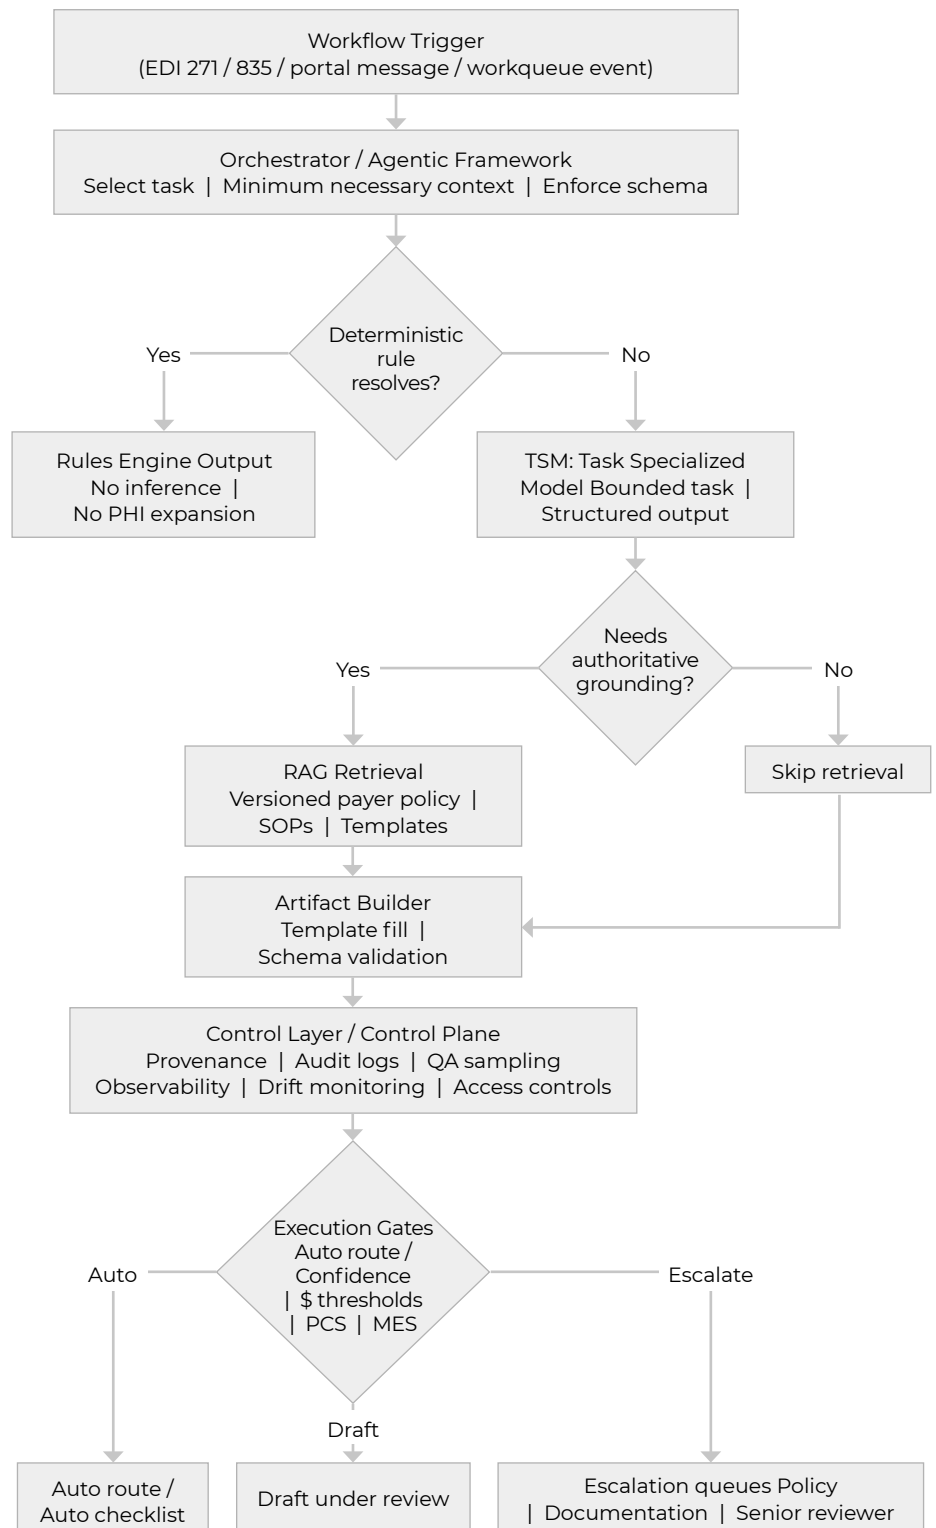 Workflow Trigger
(EDI 271 / 835 / portal message / workqueue event)
Orchestrator / Agentic Framework
Select task | Minimum necessary context | Enforce schema
Deterministic
rule
resolves?
Yes
No
Rules Engine Output
No inference |
No PHI expansion
TSM: Task Specialized
Model Bounded task |
Structured output
Needs
authoritative
grounding?
Yes
No
RAG Retrieval
Versioned payer policy |
SOPs | Templates
Skip retrieval
Artifact Builder
Template fill |
Schema validation
Control Layer / Control Plane
Provenance | Audit logs | QA sampling
Observability | Drift monitoring | Access controls
Execution Gates
Auto route /
Confidence
| $ thresholds
| PCS | MES
Auto
Escalate
Draft
Auto route /
Auto checklist
Draft under review
Escalation queues Policy
| Documentation | Senior reviewer